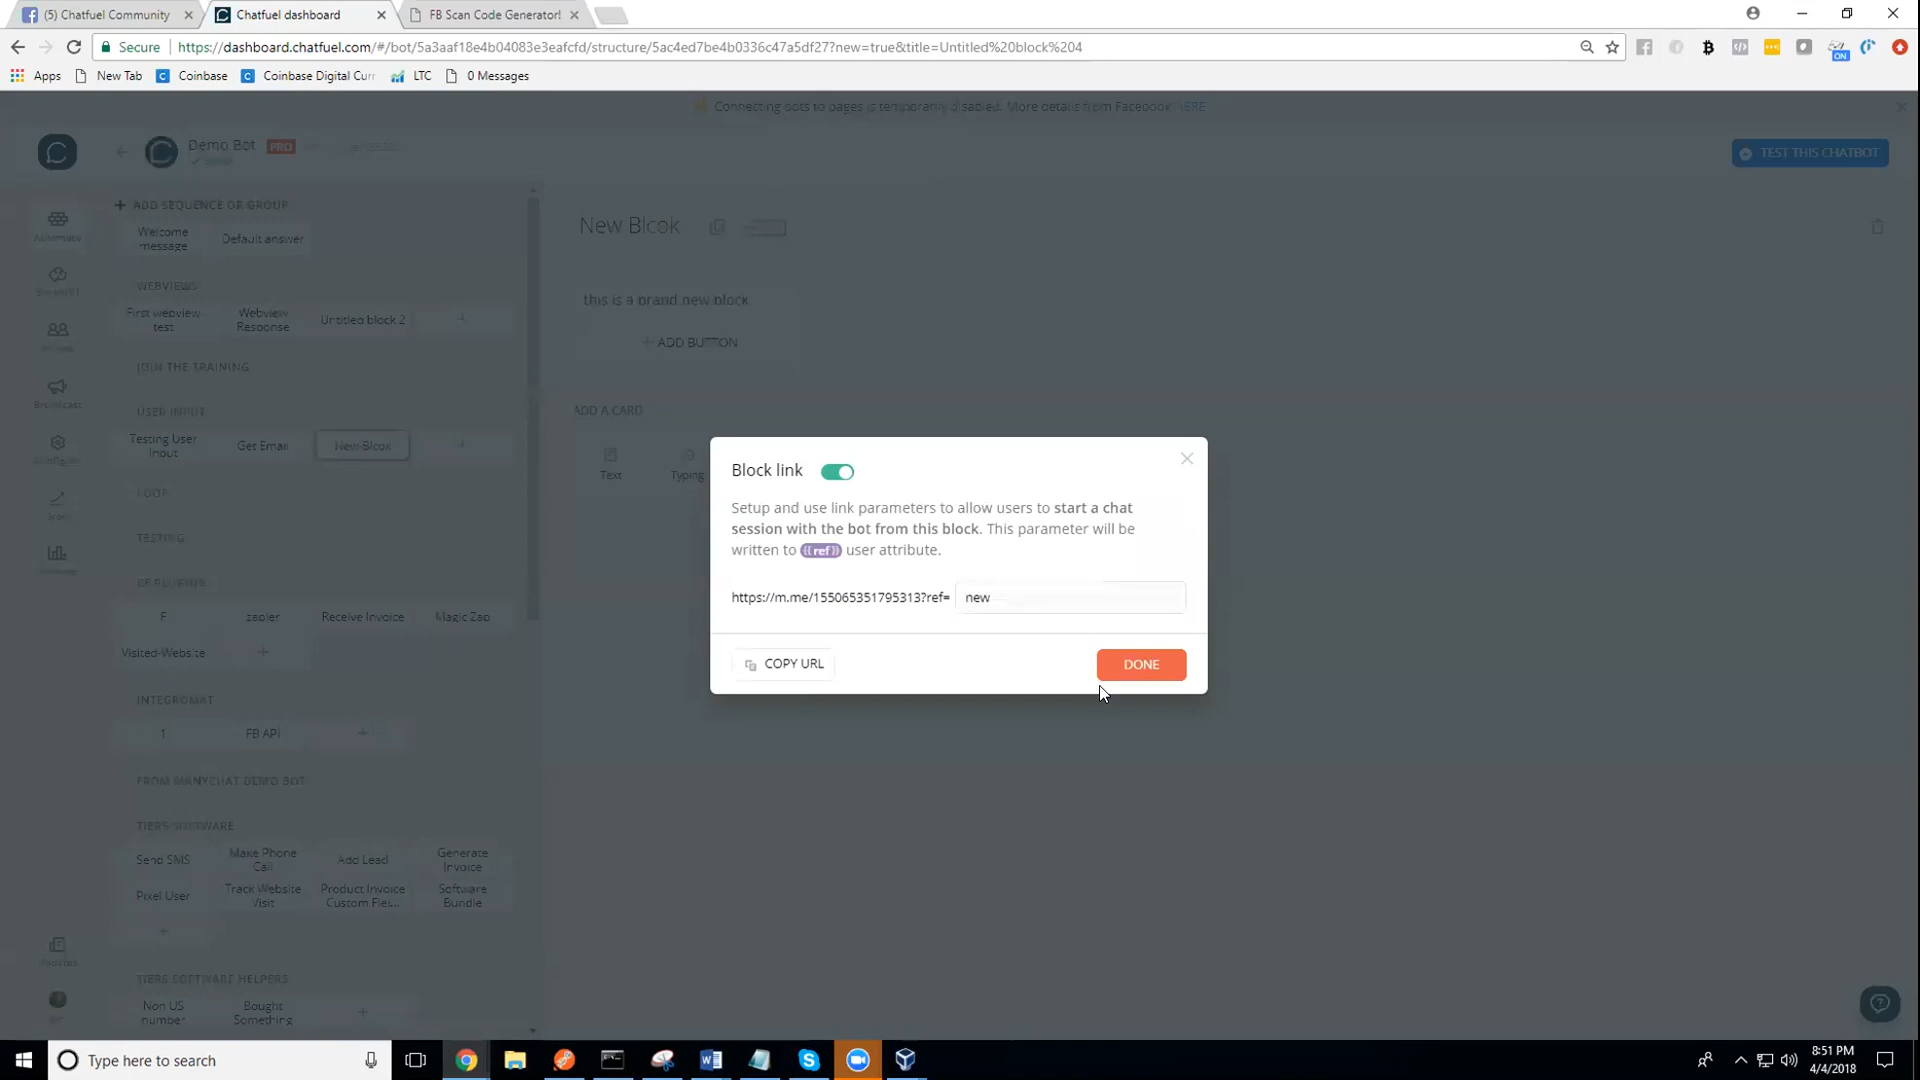 (5) Chatfuel Community
Chatfuel dashboard
FB Scan Code Generator!
Secure
https://dashboard.chatfuel.com/#/bot/5a3aaf18e4b04083e3eafcfd/structure/5ac4ed7be4b0336c47a5df27?new=true&title=Untitled%20block%204
ON
Apps
New Tab
Coinbase
Coinbase Digital Curr
LTC
0 Messages
Connecting bots to pages is temporarily disabled. More details from Facebook HERE
Demo Bot
PRO
TEST THIS CHATBOT
+ ADD SEQUENCE OR GROUP
Welcome message
Default answer
Automate
WEBVIEWS
First webview test
Webview Response
Untitled block 2
JOIN THE TRAINING
USER INPUT
Testing User Input
Get Email
New Blcok
Broadcast
Configure
LOOP
TESTING
F
zapier
Receive Invoice
Magic Zap
Visited-Website
INTEGROMAT
1
FB API
FROM MANYCHAT DEMO BOT
TIERS SOFTWARE
Send SMS
Make Phone Call
Add Lead
Generate Invoice
Pixel User
Track Website Visit
Product Invoice Custom Fiel...
Software Bundle
Updates
TIERS SOFTWARE HELPERS
Non US number
Bought Something
New Blcok
this is a brand new block
+ ADD BUTTON
ADD A CARD
Text
Typing
Block link
Setup and use link parameters to allow users to start a chat
session with the bot from this block. This parameter will be
written to {{ref}} user attribute.
https://m.me/155065351795313?ref=
new
COPY URL
DONE
Type here to search
8:51 PM
4/4/2018